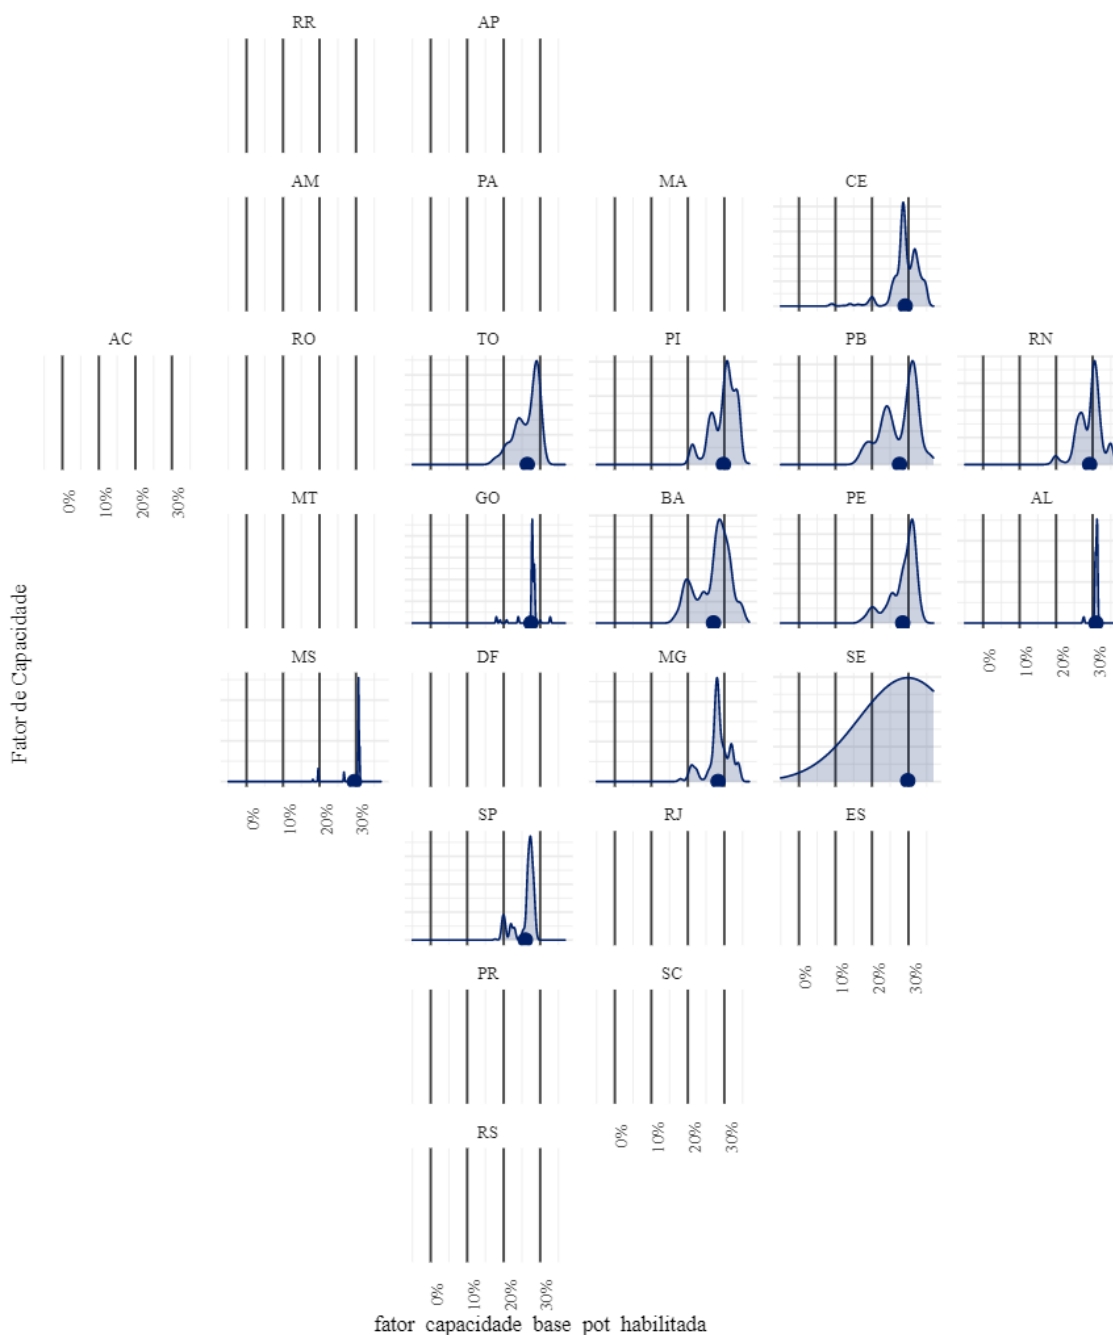 RR AP
AM PA MA CE
AC RO TO PI PB RN
0% 10% 20% 30%
MT GO BA PE AL
Fator de Capacidade
0% 10% 20% 30%
MS DF MG SE
0% 10% 20% 30%
SP RJ ES
0% 10% 20% 30%
PR SC
0% 10% 20% 30%
RS
0% 10% 20% 30%
fator capacidade base pot habilitada